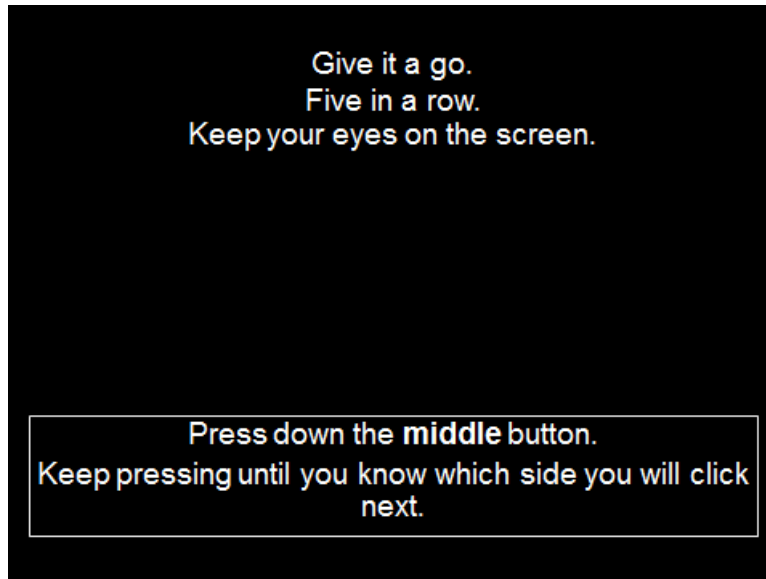 Give it a go.
Five in a row.
Keep your eyes on the screen.
Press down the middle button.
Keep pressing until you know which side you will click
next.